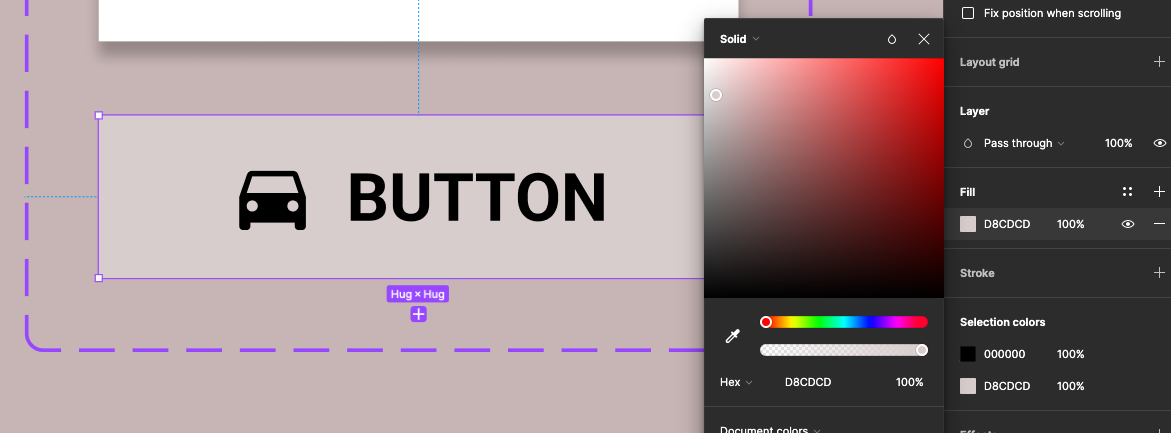 Fix position when scrolling
Solid
Layout grid
Layer
Pass through 100%
BUTTON
Fill
D8CDCD 100%
Stroke
Hug × Hug
Selection colors
000000 100%
Hex D8CDCD 100%
D8CDCD 100%
Document colors
Effects